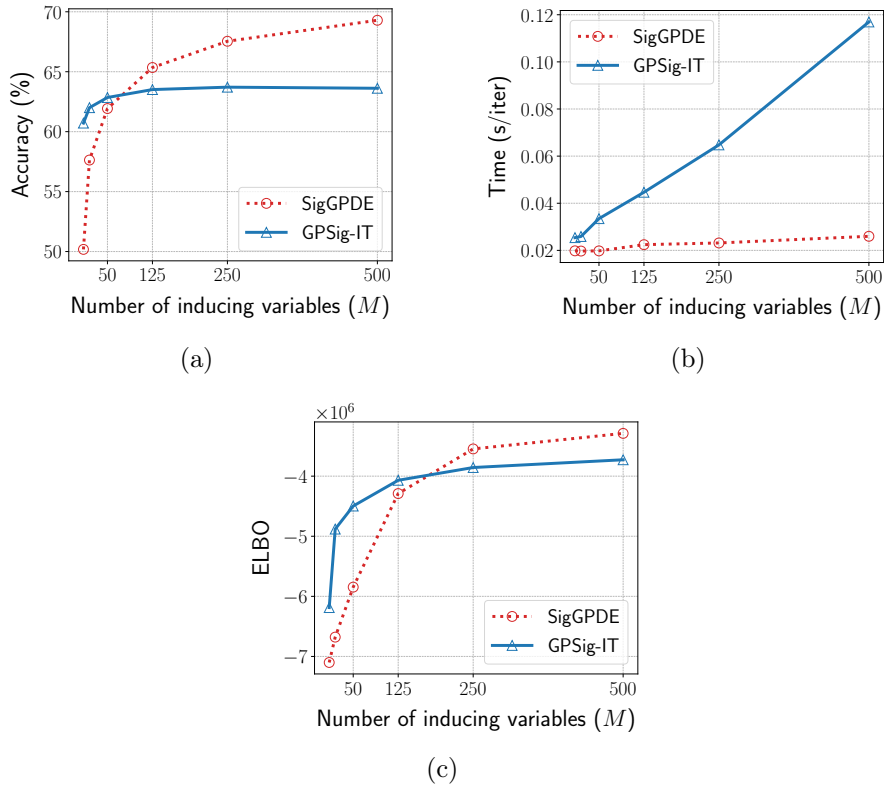 70
65
60
55
50
Accuracy (%)
SigGPDE
GPSig-IT
50 125 250 500
Number of inducing variables (M)
(a)
0.12
0.10
0.08
0.06
0.04
0.02
Time (s/iter)
SigGPDE
GPSig-IT
50 125 250 500
Number of inducing variables (M)
(b)
×10⁶
−4
−5
−6
−7
ELBO
SigGPDE
GPSig-IT
50 125 250 500
Number of inducing variables (M)
(c)